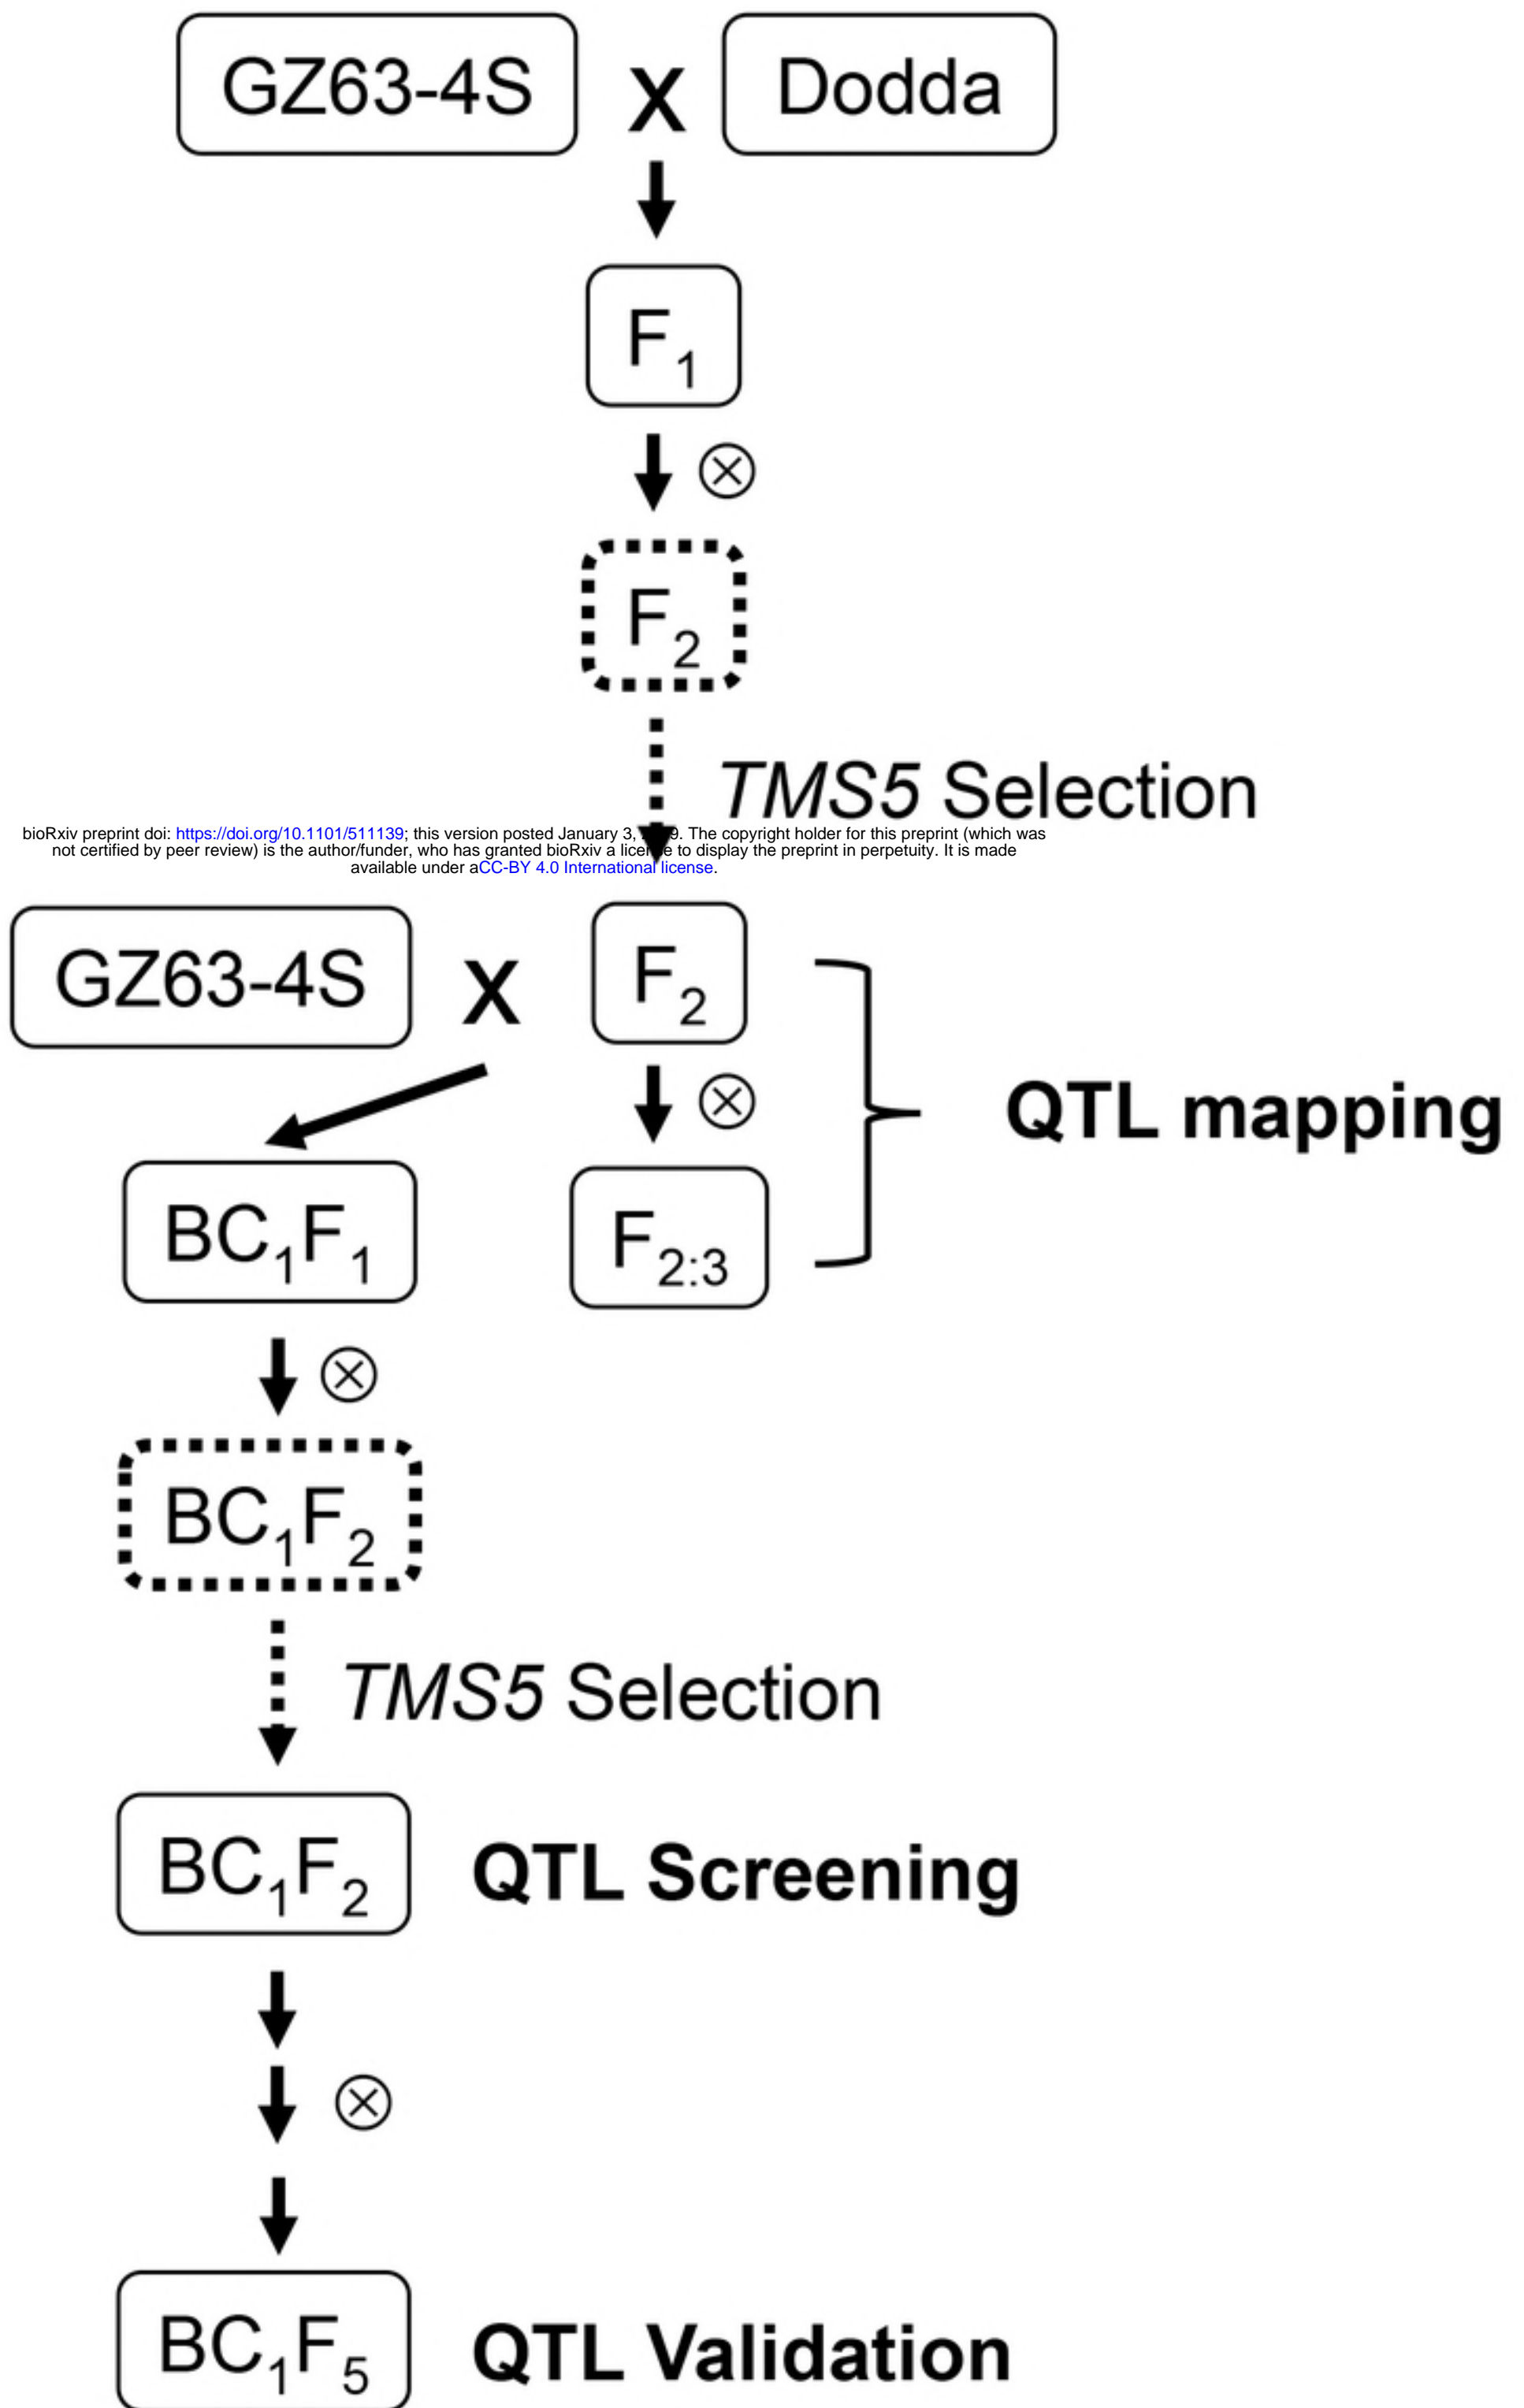 GZ63-4S X Dodda
F1
⊗
F2
TMS5 Selection
bioRxiv preprint doi: https://doi.org/10.1101/511139; this version posted January 3, 9. The copyright holder for this preprint (which was
not certified by peer review) is the author/funder, who has granted bioRxiv a license to display the preprint in perpetuity. It is made
available under aCC-BY 4.0 International license.
GZ63-4S X F2
⊗
QTL mapping
BC1F1 F2:3
⊗
BC1F2
TMS5 Selection
BC1F2 QTL Screening
⊗
BC1F5 QTL Validation